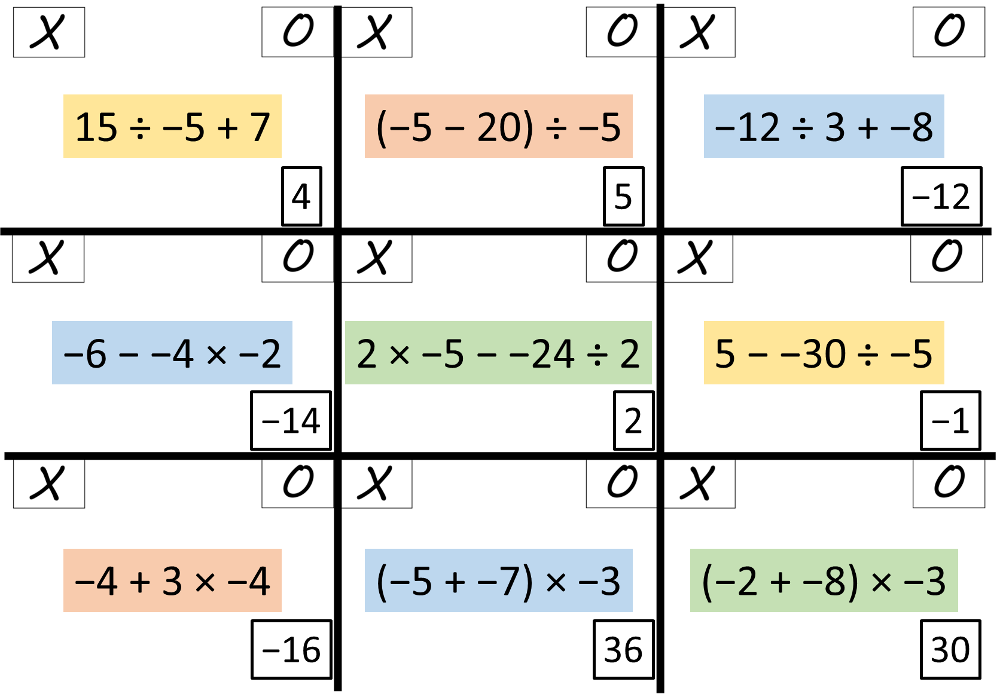 X O X O X O
15 ÷ −5 + 7 (−5 − 20) ÷ −5 −12 ÷ 3 + −8
4 5 −12
X O X O X O
−6 − −4 × −2 2 × −5 − −24 ÷ 2 5 − −30 ÷ −5
−14 2 −1
X O X O X O
−4 + 3 × −4 (−5 + −7) × −3 (−2 + −8) × −3
−16 36 30